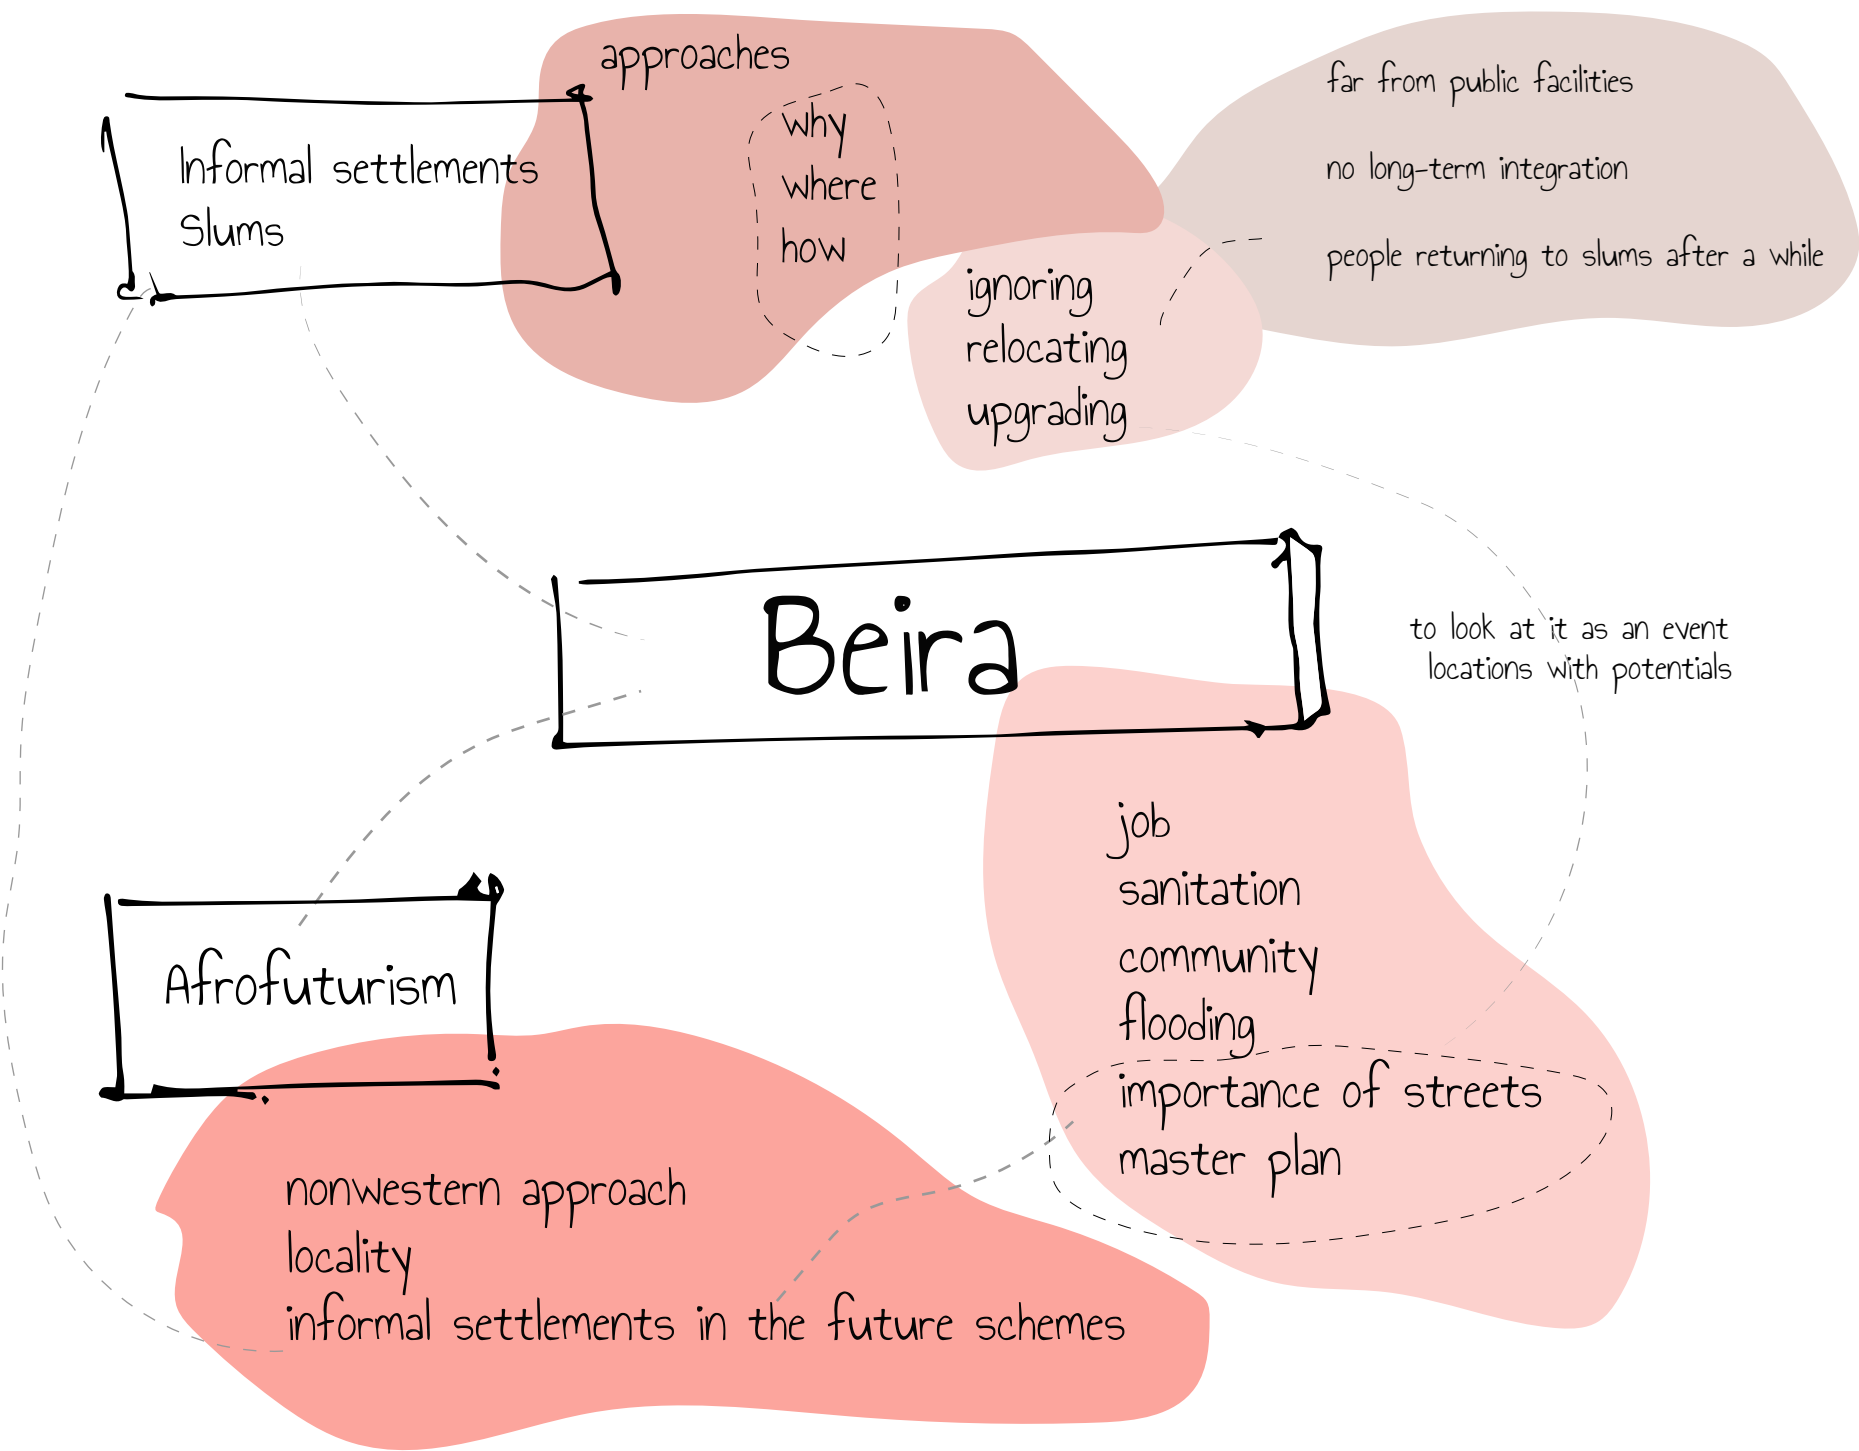 approaches
Informal settlements
Slums
why
where
how
far from public facilities
no long-term integration
people returning to slums after a while
ignoring
relocating
upgrading
Beira
to look at it as an event
locations with potentials
job
sanitation
community
flooding
importance of streets
master plan
Afrofuturism
nonwestern approach
locality
informal settlements in the future schemes